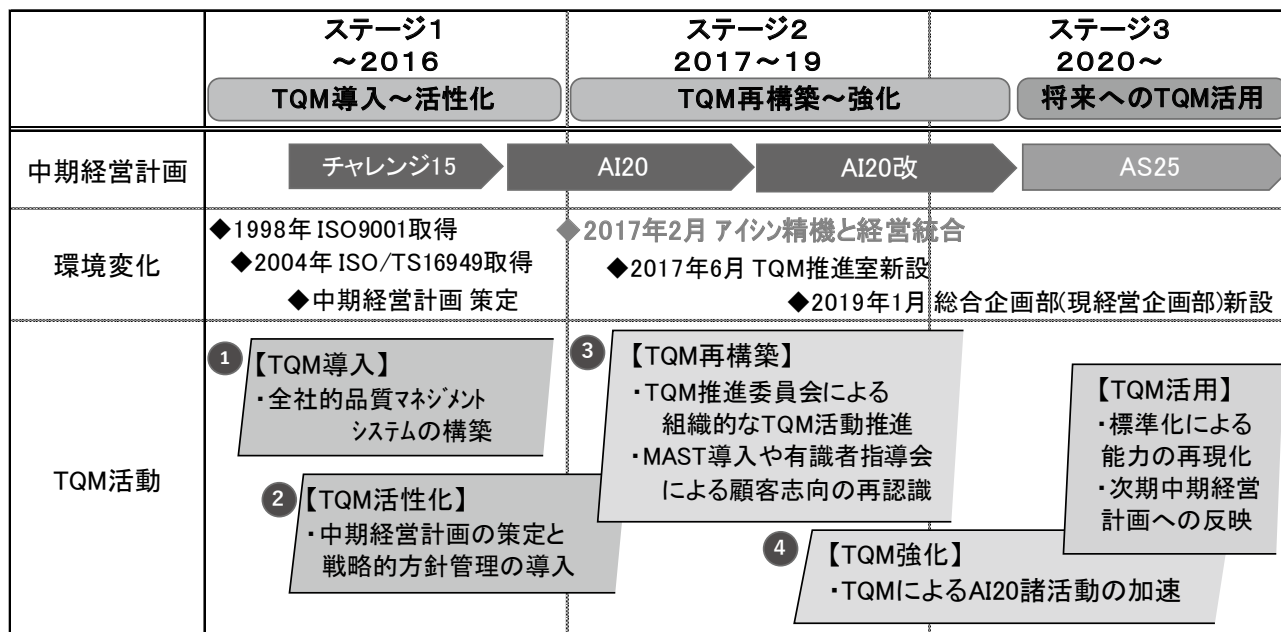 ステージ1
～2016
ステージ2
2017～19
ステージ3
2020～
TQM導入～活性化
TQM再構築～強化
将来へのTQM活用
中期経営計画
チャレンジ15
AI20
AI20改
AS25
環境変化
◆1998年 ISO9001取得
◆2004年 ISO/TS16949取得
◆中期経営計画 策定
◆2017年2月 アイシン精機と経営統合
◆2017年6月 TQM推進室新設
◆2019年1月 総合企画部(現経営企画部)新設
TQM活動
1
【TQM導入】
・全社的品質マネジメント
システムの構築
2
【TQM活性化】
・中期経営計画の策定と
戦略的方針管理の導入
3
【TQM再構築】
・TQM推進委員会による
組織的なTQM活動推進
・MAST導入や有識者指導会
による顧客志向の再認識
4
【TQM強化】
・TQMによるAI20諸活動の加速
【TQM活用】
・標準化による
能力の再現化
・次期中期経営
計画への反映